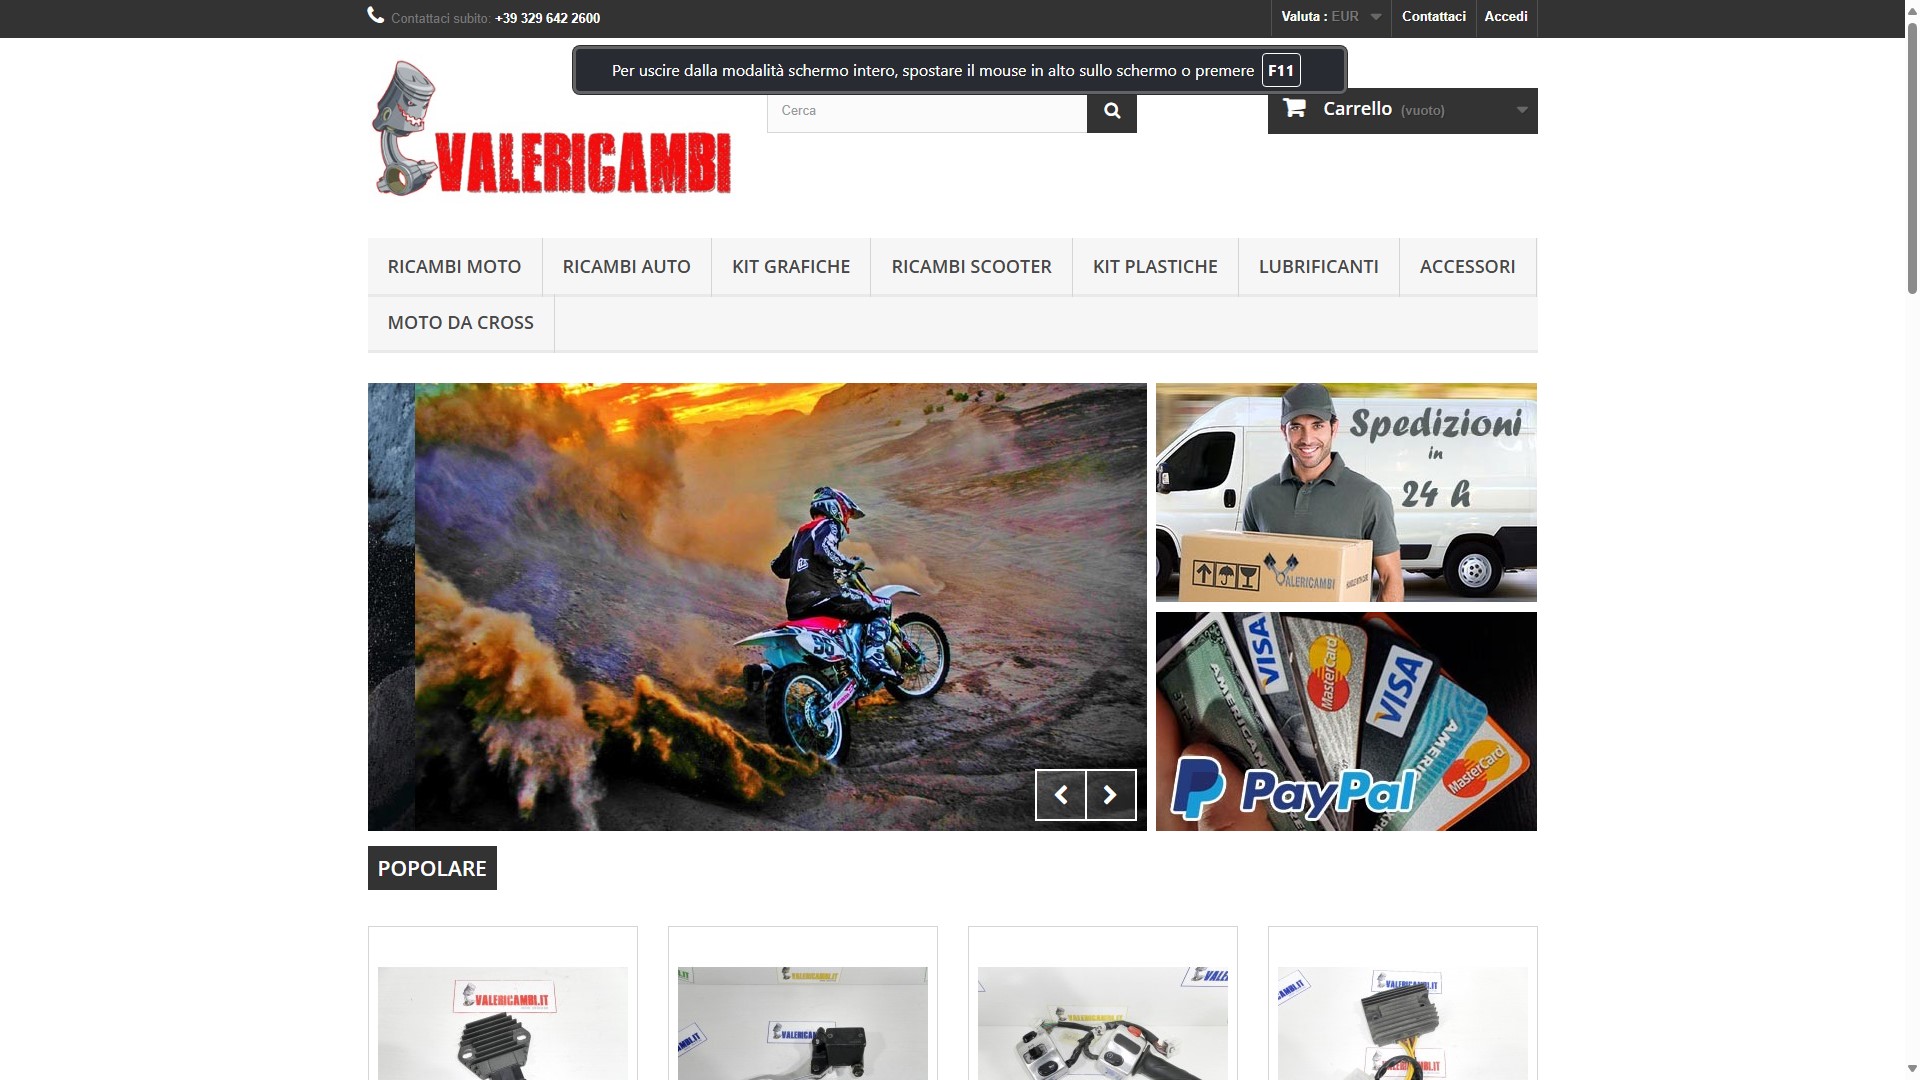 Contattaci subito: +39 329 642 2600
Valuta : EUR
Contattaci
Accedi
Per uscire dalla modalità schermo intero, spostare il mouse in alto sullo schermo o premere F11
VALERICAMBI
Cerca
Carrello (vuoto)
RICAMBI MOTO
RICAMBI AUTO
KIT GRAFICHE
RICAMBI SCOOTER
KIT PLASTICHE
LUBRIFICANTI
ACCESSORI
MOTO DA CROSS
Spedizioni
in
24 h
VALERICAMBI
VISA
MasterCard
VISA
AMERICAN
AMERI
MasterCard
PayPal
POPOLARE
VALERICAMBI.IT
VALERICAMBI.IT
VALERICAMBI.IT
VALERICAMBI.IT